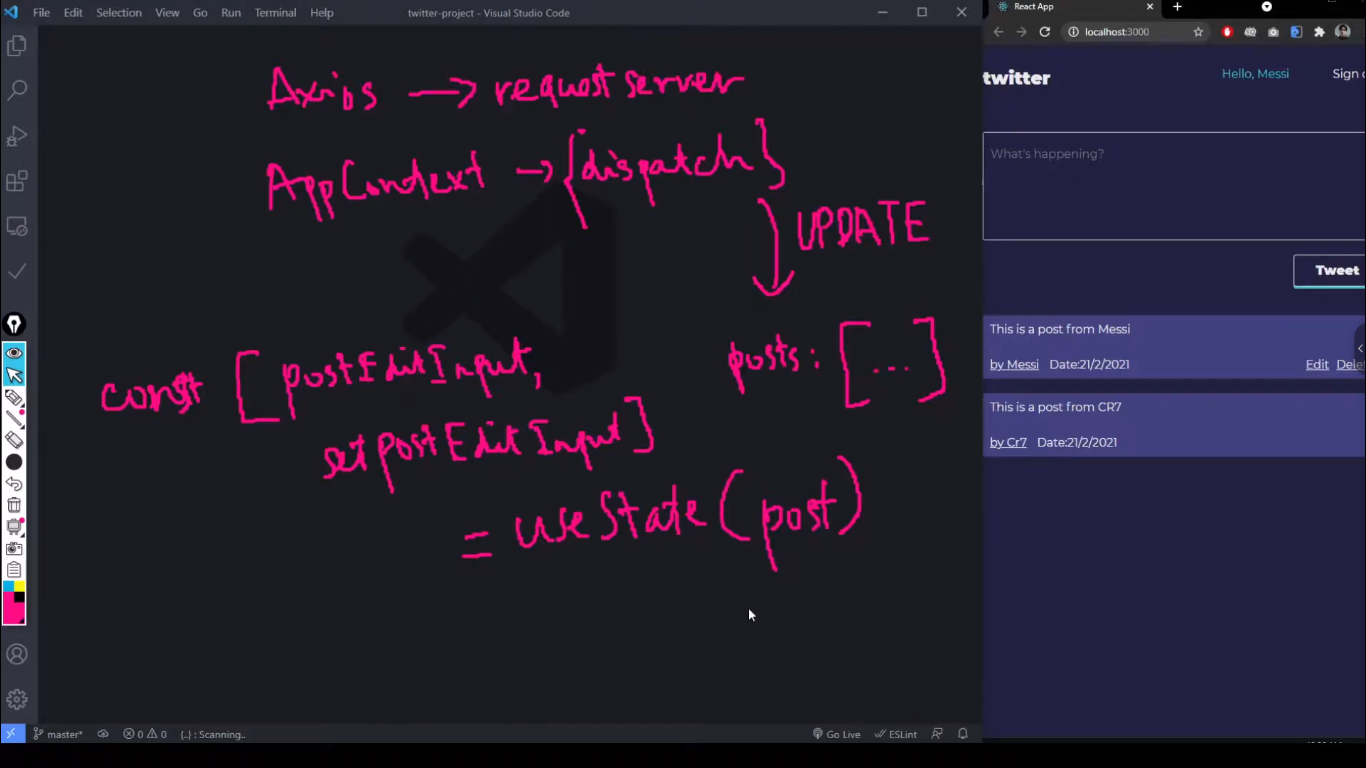 File Edit Selection View Go Run Terminal Help
twitter-project - Visual Studio Code
Axios → request server
AppContext → {dispatch}
UPDATE
posts: [...]
const [postEditInput,
setpostEditInput]
= useState(post)
master*
0 0
{..} : Scanning..
Go Live
ESLint
React App
localhost:3000
twitter
Hello, Messi
Sign o
What's happening?
Tweet
This is a post from Messi
by Messi Date:21/2/2021 Edit Dele
This is a post from CR7
by Cr7 Date:21/2/2021